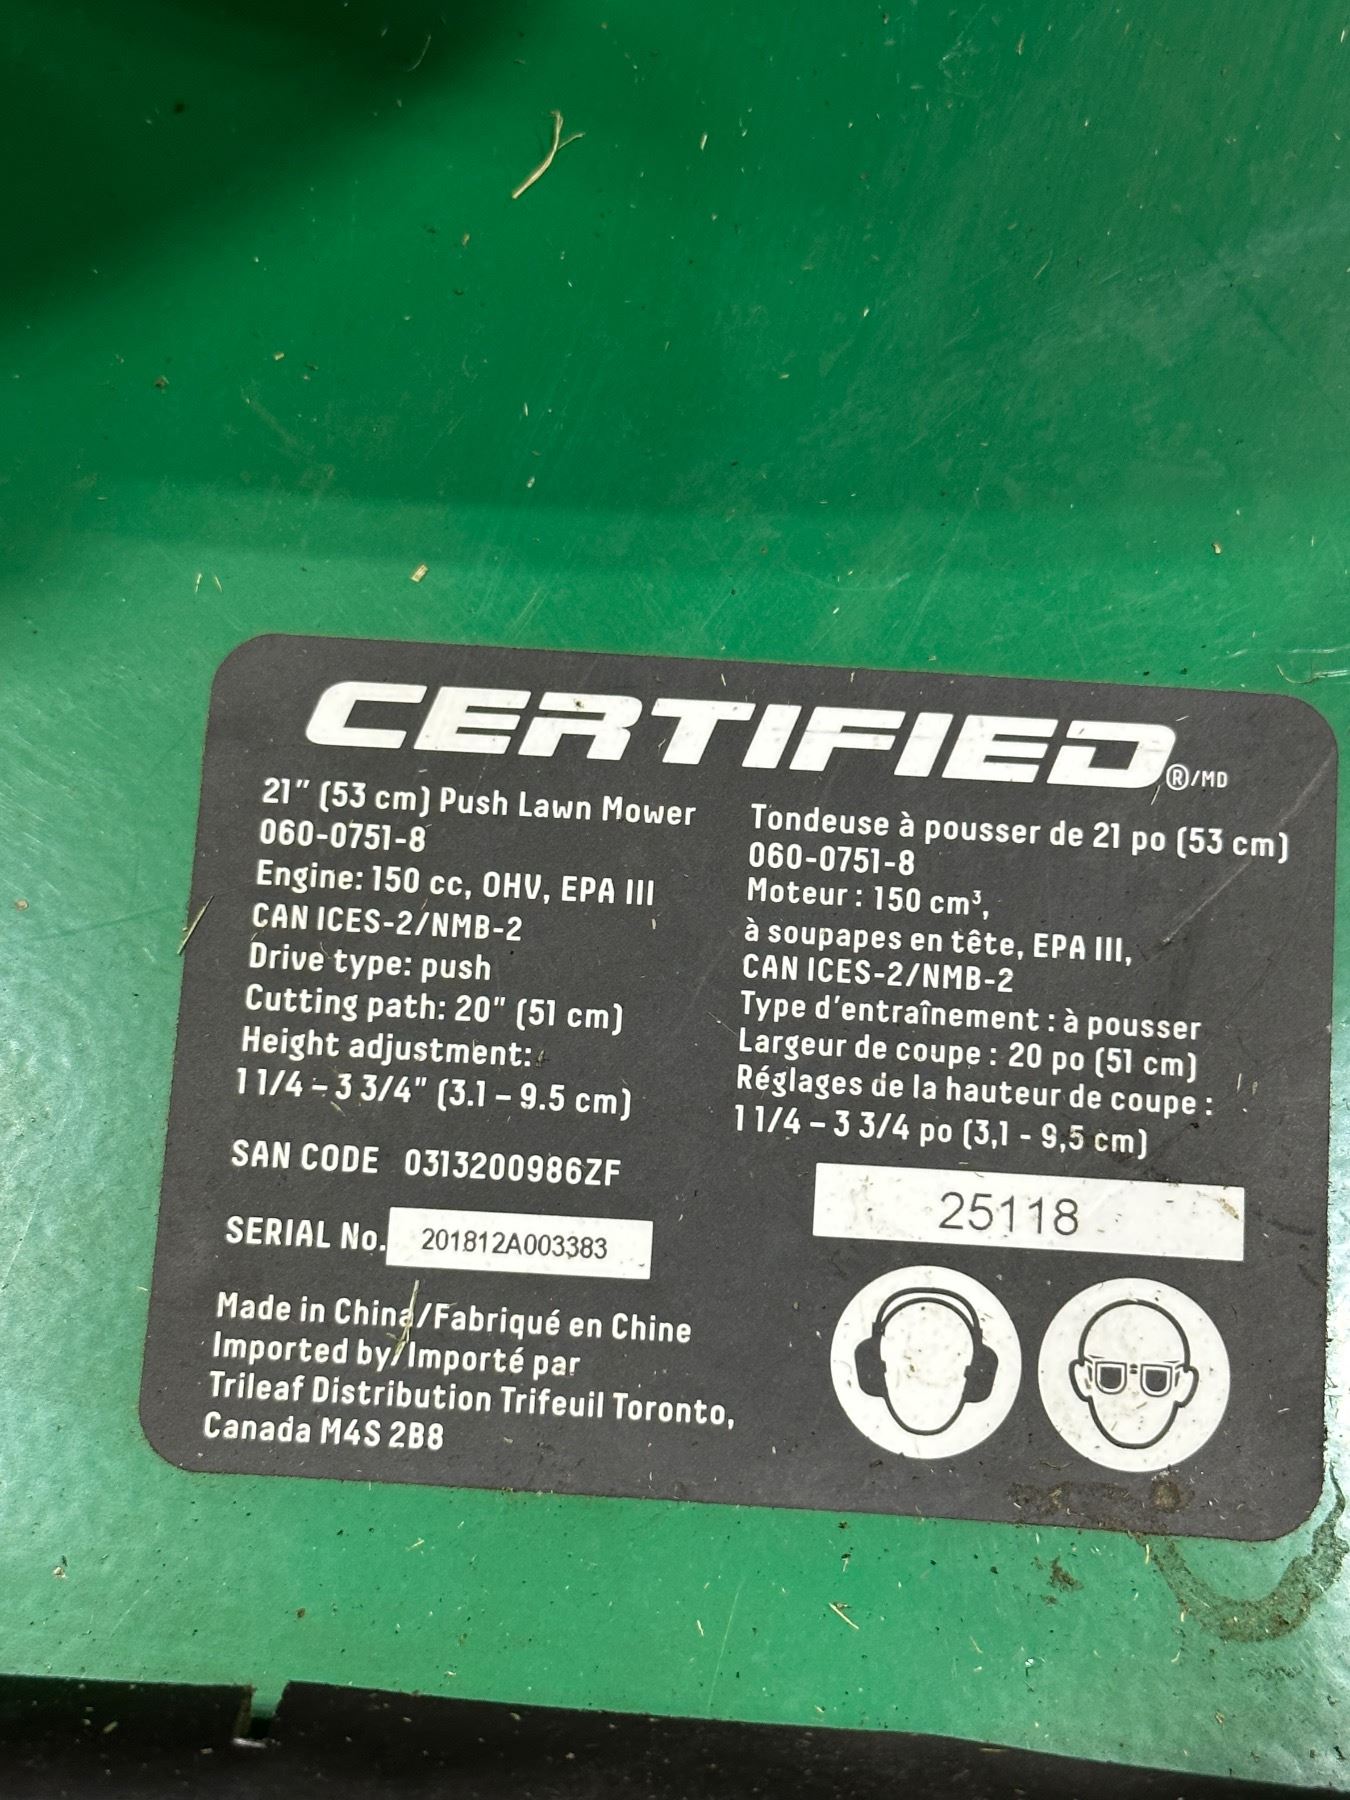 CERTIFIED®/MD
21" (53 cm) Push Lawn Mower
060-0751-8
Engine: 150 cc, OHV, EPA III
CAN ICES-2/NMB-2
Drive type: push
Cutting path: 20" (51 cm)
Height adjustment:
1 1/4 – 3 3/4" (3.1 – 9.5 cm)
SAN CODE 0313200986ZF
SERIAL No. 201812A003383
Made in China/Fabriqué en Chine
Imported by/Importé par
Trileaf Distribution Trifeuil Toronto,
Canada M4S 2B8
Tondeuse à pousser de 21 po (53 cm)
060-0751-8
Moteur : 150 cm³,
à soupapes en tête, EPA III,
CAN ICES-2/NMB-2
Type d'entraînement : à pousser
Largeur de coupe : 20 po (51 cm)
Réglages de la hauteur de coupe :
1 1/4 – 3 3/4 po (3,1 - 9,5 cm)
25118